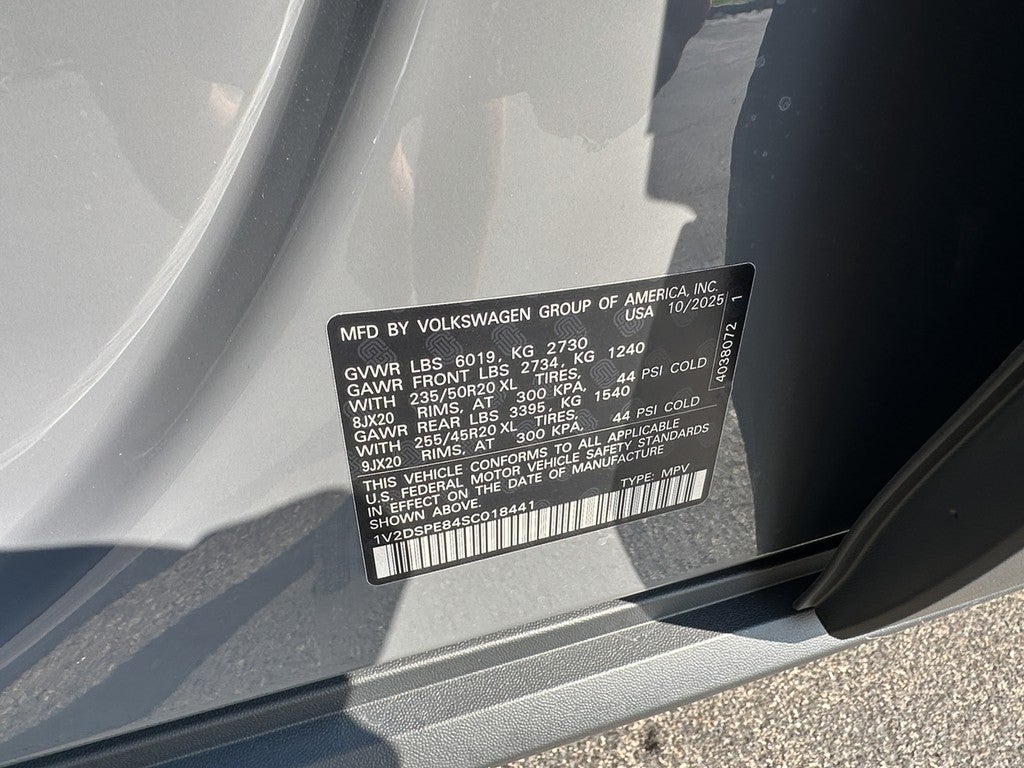 MFD BY VOLKSWAGEN GROUP OF AMERICA, INC.
USA 10/2025
GVWR LBS 6019, KG 2730
GAWR FRONT LBS 2734, KG 1240
WITH 235/50R20 XL TIRES,
8JX20 RIMS, AT 300 KPA, 44 PSI COLD
GAWR REAR LBS 3395, KG 1540
WITH 255/45R20 XL TIRES,
9JX20 RIMS, AT 300 KPA, 44 PSI COLD
THIS VEHICLE CONFORMS TO ALL APPLICABLE
U.S. FEDERAL MOTOR VEHICLE SAFETY STANDARDS
IN EFFECT ON THE DATE OF MANUFACTURE
SHOWN ABOVE.
TYPE: MPV
1V2DSPE84SC018441
4038072 1